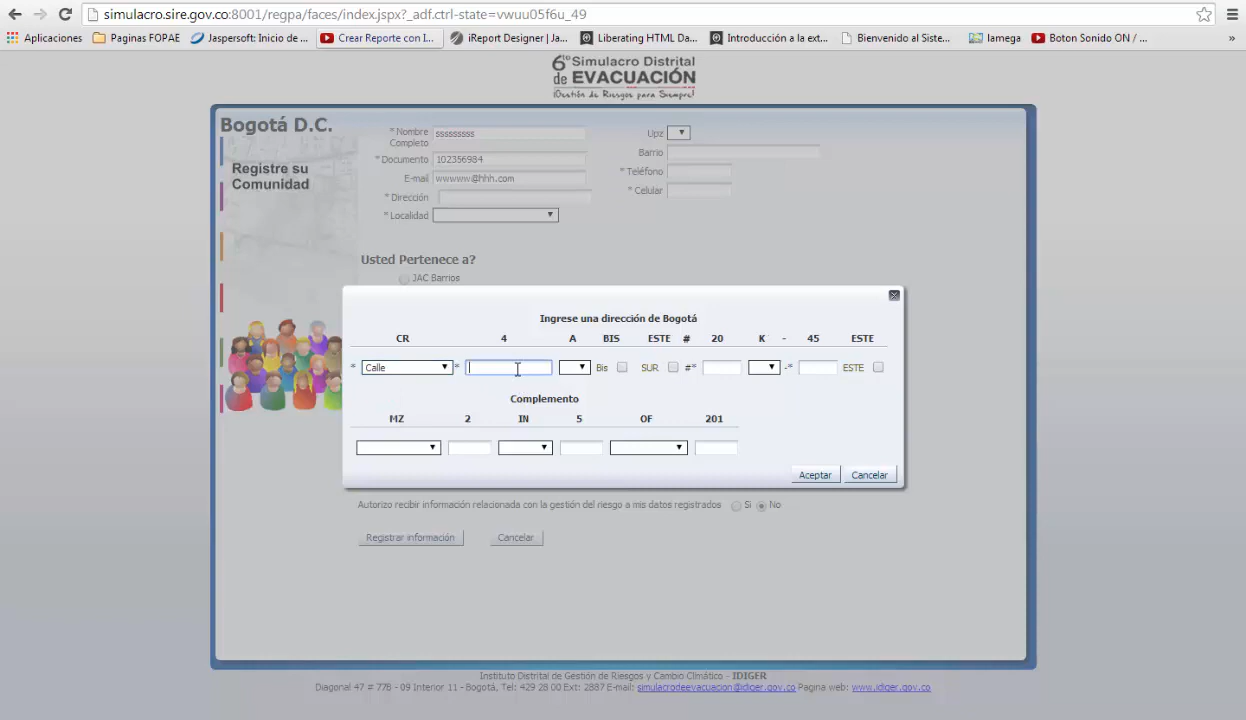 simulacro.sire.gov.co:8001/regpa/faces/index.jspx?_adf.ctrl-state=vwuu05f6u_49
Aplicaciones Paginas FOPAE Jaspersoft: Inicio de ... Crear Reporte con I... iReport Designer | Ja... Liberating HTML Da... Introducción a la ext... Bienvenido al Siste... lamega Boton Sonido ON / ... »
6to Simulacro Distrital
de EVACUACIÓN
¡Gestión de Riesgos para Siempre!
Bogotá D.C.
Registre su
Comunidad
* Nombre Completo sssssssss
* Documento 102356984
E-mail wwwww@hhh.com
* Dirección
* Localidad
Upz
Barrio
* Teléfono
* Celular
Usted Pertenece a?
JAC Barrios
Ingrese una dirección de Bogotá
CR 4 A BIS ESTE # 20 K - 45 ESTE
* Calle * Bis SUR #* -* ESTE
Complemento
MZ 2 IN 5 OF 201
Aceptar Cancelar
Autorizo recibir información relacionada con la gestión del riesgo a mis datos registrados Si No
Registrar información Cancelar
Instituto Distrital de Gestión de Riesgos y Cambio Climático - IDIGER
Diagonal 47 # 77B - 09 Interior 11 - Bogotá, Tel: 429 28 00 Ext: 2887 E-mail: simulacrodeevacuacion@idiger.gov.co Pagina web: www.idiger.gov.co